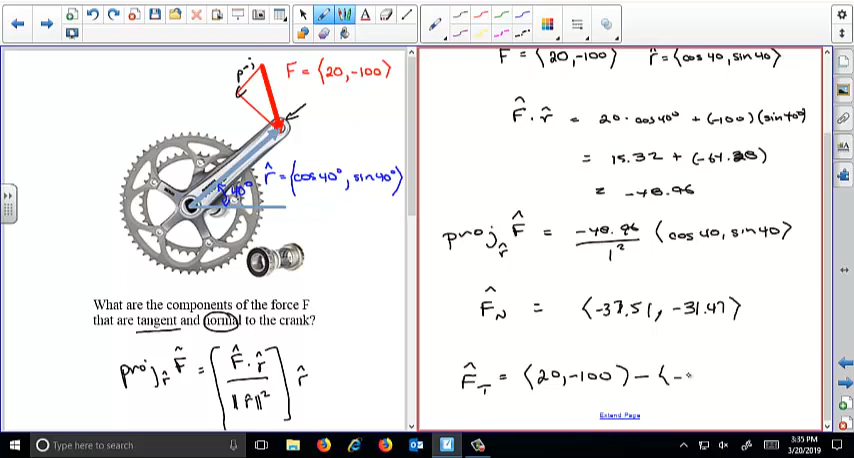 proj
F = ⟨20, -100⟩
r̂ = ⟨cos 40°, sin 40°⟩
40°
What are the components of the force F
that are tangent and normal to the crank?
proj_r̂ F̂ = [ F̂ · r̂ / ‖r̂‖² ] r̂
F = ⟨20, -100⟩ r̂ = ⟨cos 40, sin 40⟩
F̂ · r̂ = 20 · cos 40° + (-100)(sin 40°)
= 15.32 + (-64.28)
= -48.96
proj_r̂ F̂ = -48.96 / 1² ⟨cos 40, sin 40⟩
F̂_N = ⟨-37.51, -31.47⟩
F̂_T = ⟨20, -100⟩ - ⟨-
Extend Page
Type here to search
3:35 PM
3/20/2019